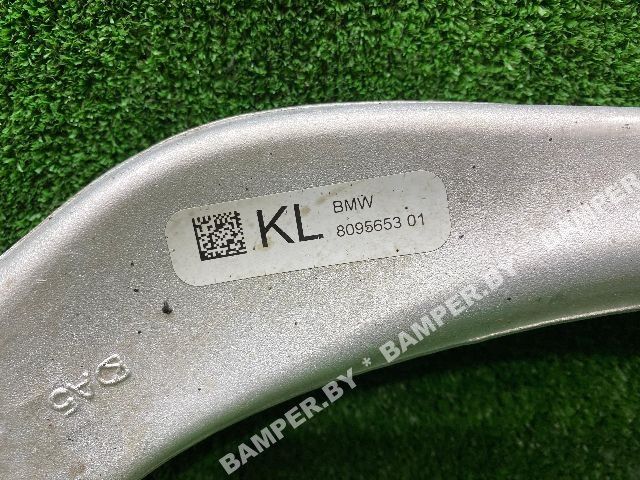 KL
BMW
8095653 01
BAMPER.BY * BAMPER.BY * BAMPER